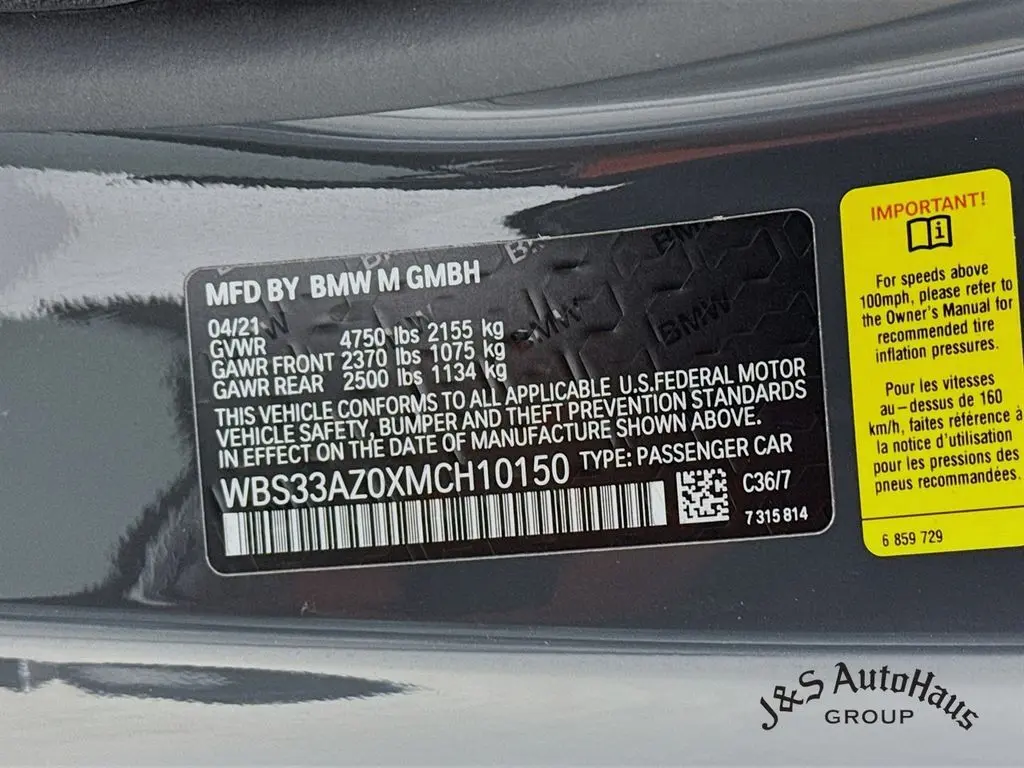 MFD BY BMW M GMBH
04/21
GVWR 4750 lbs 2155 kg
GAWR FRONT 2370 lbs 1075 kg
GAWR REAR 2500 lbs 1134 kg
THIS VEHICLE CONFORMS TO ALL APPLICABLE U.S.FEDERAL MOTOR
VEHICLE SAFETY, BUMPER AND THEFT PREVENTION STANDARDS
IN EFFECT ON THE DATE OF MANUFACTURE SHOWN ABOVE.
WBS33AZ0XMCH10150 TYPE: PASSENGER CAR
C36/7
7 315 814
BMW
BMW
BMW
IMPORTANT!
i
For speeds above
100mph, please refer to
the Owner's Manual for
recommended tire
inflation pressures.
Pour les vitesses
au-dessus de 160
km/h, faites référence à
la notice d'utilisation
pour les pressions des
pneus recommandées.
6 859 729
J&S AutoHaus
GROUP